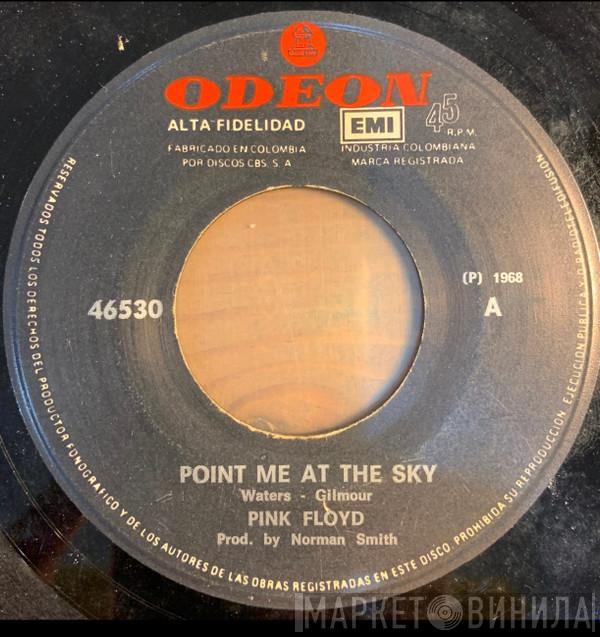 ODEON
ALTA FIDELIDAD
EMI
45
R.P.M.
FABRICADO EN COLOMBIA
POR DISCOS CBS. S.A
INDUSTRIA COLOMBIANA
MARCA REGISTRADA
46530
(P) 1968
A
POINT ME AT THE SKY
Waters - Gilmour
PINK FLOYD
Prod. by Norman Smith
RESERVADOS TODOS LOS DERECHOS DEL PRODUCTOR FUNOGRAFICO Y DE LOS AUTORES DE LAS OBRAS REGISTRADAS EN ESTE DISCO. PROHIBIDA SU REPRODUCCION, EJECUCION PUBLICA Y O RADIOTELEDIFUSION
МАРКЕТ ВИНИЛА